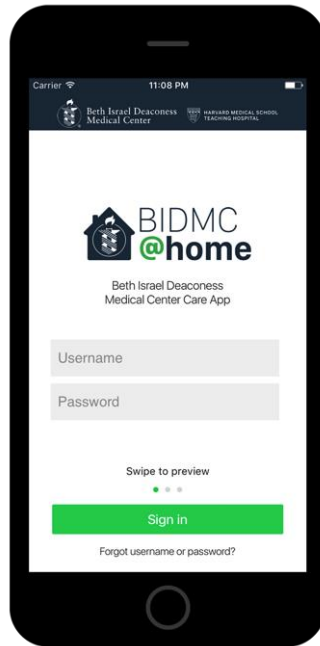 Carrier 11:08 PM
Beth Israel Deaconess
Medical Center
HARVARD MEDICAL SCHOOL
TEACHING HOSPITAL
BIDMC
@home
Beth Israel Deaconess
Medical Center Care App
Username
Password
Swipe to preview
Sign in
Forgot username or password?